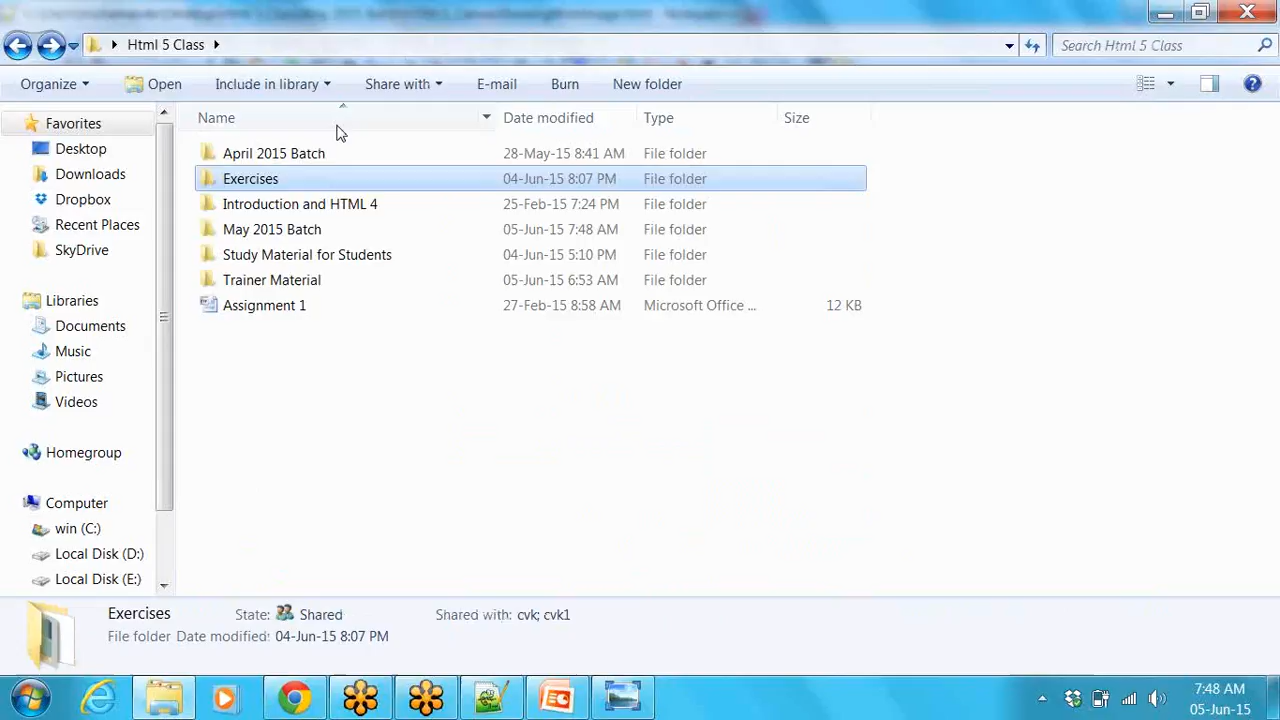 Html 5 Class
Search Html 5 Class
Organize Open Include in library Share with E-mail Burn New folder
Name Date modified Type Size
Favorites
Desktop
Downloads
Dropbox
Recent Places
SkyDrive
Libraries
Documents
Music
Pictures
Videos
Homegroup
Computer
win (C:)
Local Disk (D:)
Local Disk (E:)
April 2015 Batch 28-May-15 8:41 AM File folder
Exercises 04-Jun-15 8:07 PM File folder
Introduction and HTML 4 25-Feb-15 7:24 PM File folder
May 2015 Batch 05-Jun-15 7:48 AM File folder
Study Material for Students 04-Jun-15 5:10 PM File folder
Trainer Material 05-Jun-15 6:53 AM File folder
Assignment 1 27-Feb-15 8:58 AM Microsoft Office ... 12 KB
Exercises State: Shared Shared with: cvk; cvk1
File folder Date modified: 04-Jun-15 8:07 PM
7:48 AM
05-Jun-15